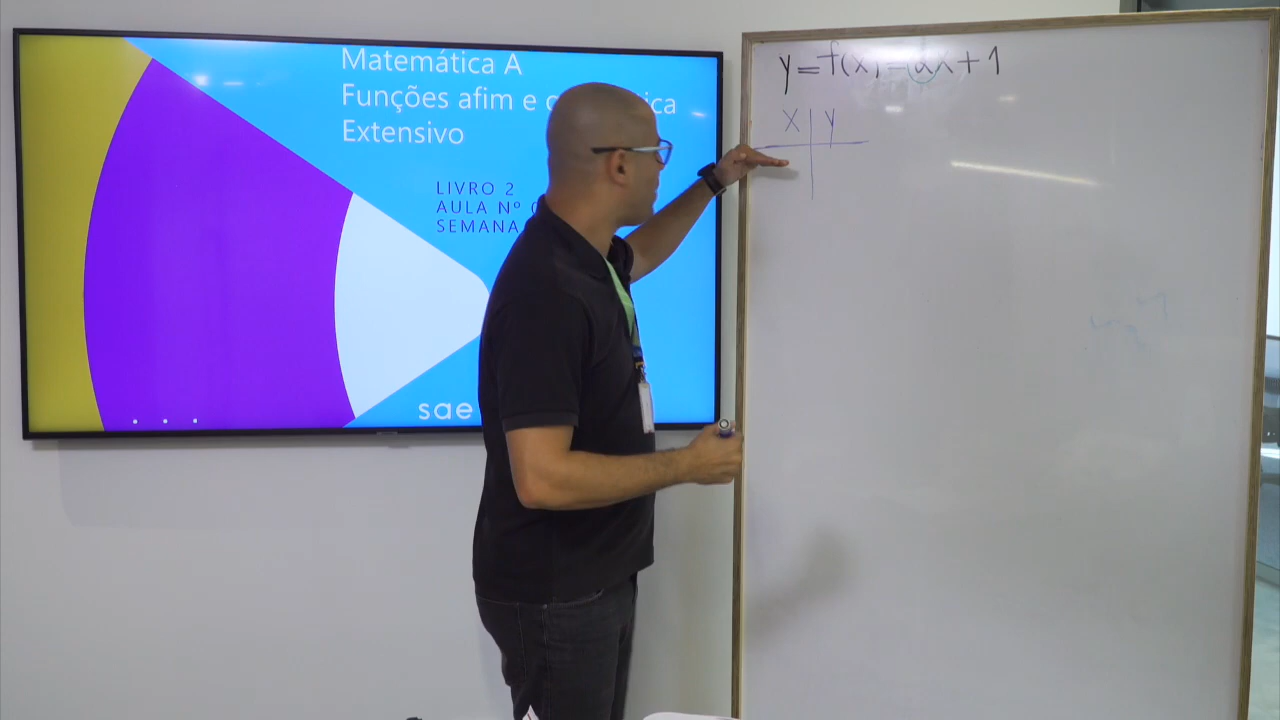 Matemática A
Funções afim e
Extensivo
LIVRO 2
AULA Nº
SEMANA
sae
y = f(x) = ax + 1
x y